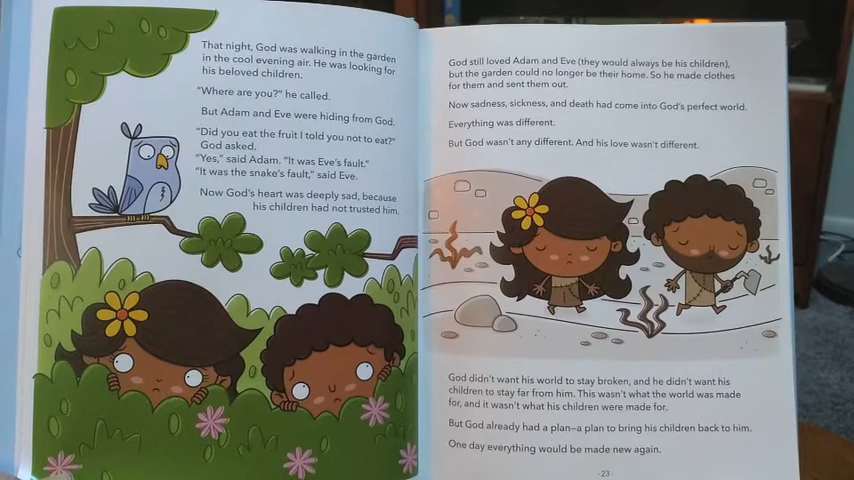 That night, God was walking in the garden
in the cool evening air. He was looking for
his beloved children.
"Where are you?" he called.
But Adam and Eve were hiding from God.
"Did you eat the fruit I told you not to eat?"
God asked.
"Yes," said Adam. "It was Eve's fault."
"It was the snake's fault," said Eve.
Now God's heart was deeply sad, because
his children had not trusted him.
God still loved Adam and Eve (they would always be his children),
but the garden could no longer be their home. So he made clothes
for them and sent them out.
Now sadness, sickness, and death had come into God's perfect world.
Everything was different.
But God wasn't any different. And his love wasn't different.
God didn't want his world to stay broken, and he didn't want his
children to stay far from him. This wasn't what the world was made
for, and it wasn't what his children were made for.
But God already had a plan—a plan to bring his children back to him.
One day everything would be made new again.
- 23 -